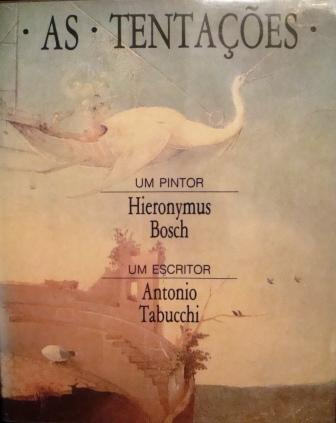 · AS · TENTAÇÕES ·
UM PINTOR
Hieronymus
Bosch
UM ESCRITOR
Antonio
Tabucchi